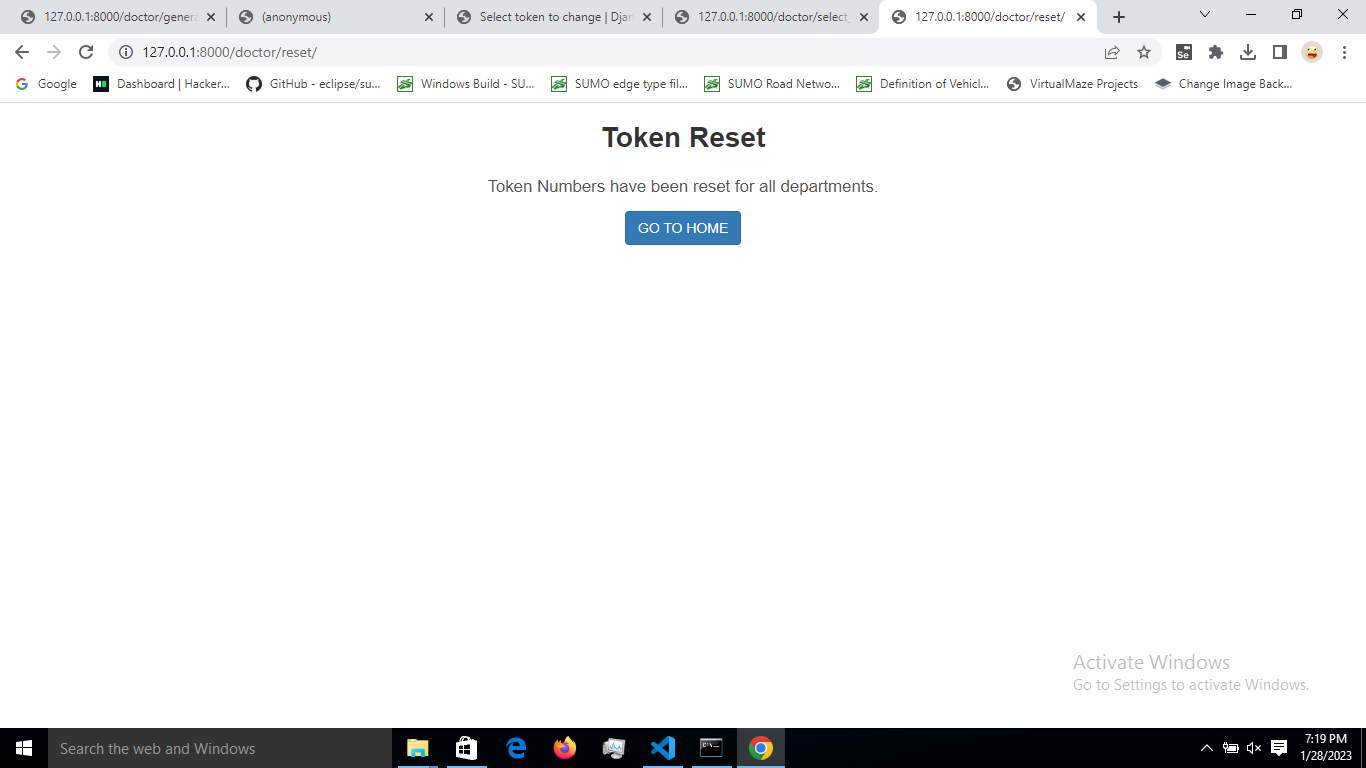 127.0.0.1:8000/doctor/genera
(anonymous)
Select token to change | Djan
127.0.0.1:8000/doctor/select_
127.0.0.1:8000/doctor/reset/
127.0.0.1:8000/doctor/reset/
Se
Google
Dashboard | Hacker...
GitHub - eclipse/su...
Windows Build - SU...
SUMO edge type fil...
SUMO Road Netwo...
Definition of Vehicl...
VirtualMaze Projects
Change Image Back...
Token Reset
Token Numbers have been reset for all departments.
GO TO HOME
Activate Windows
Go to Settings to activate Windows.
Search the web and Windows
7:19 PM
1/28/2023